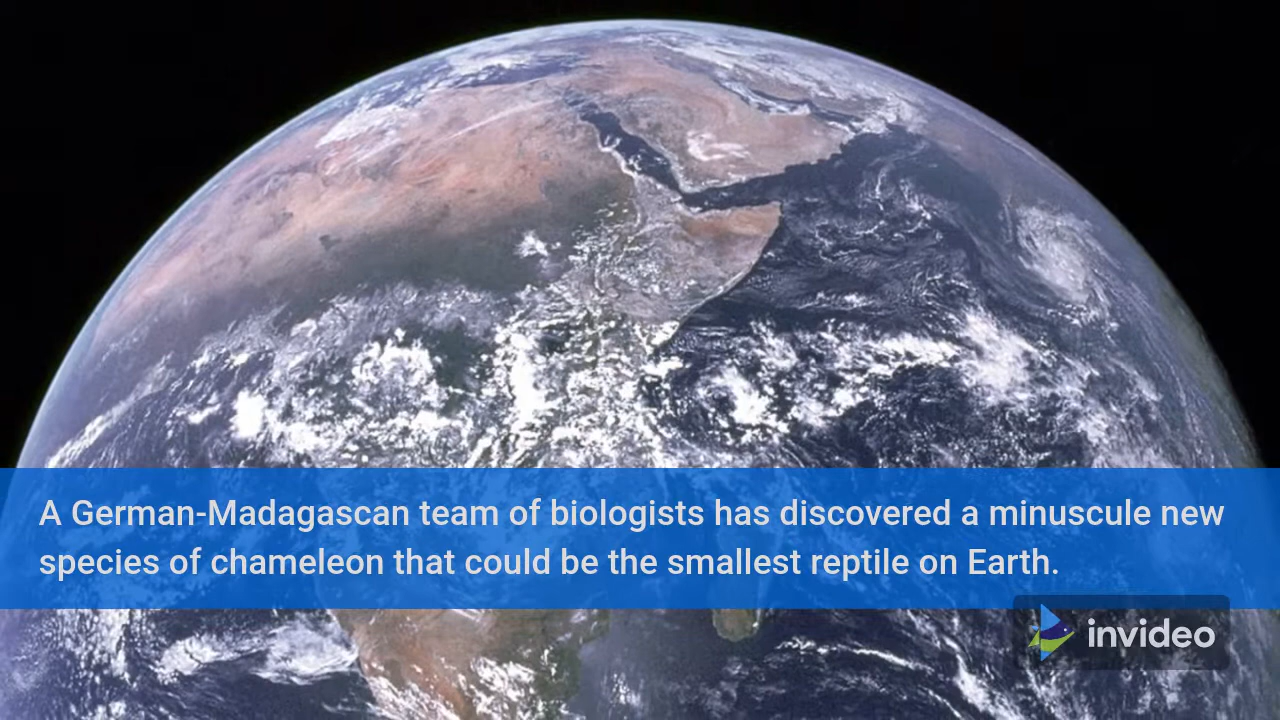 A German-Madagascan team of biologists has discovered a minuscule new
species of chameleon that could be the smallest reptile on Earth.
invideo